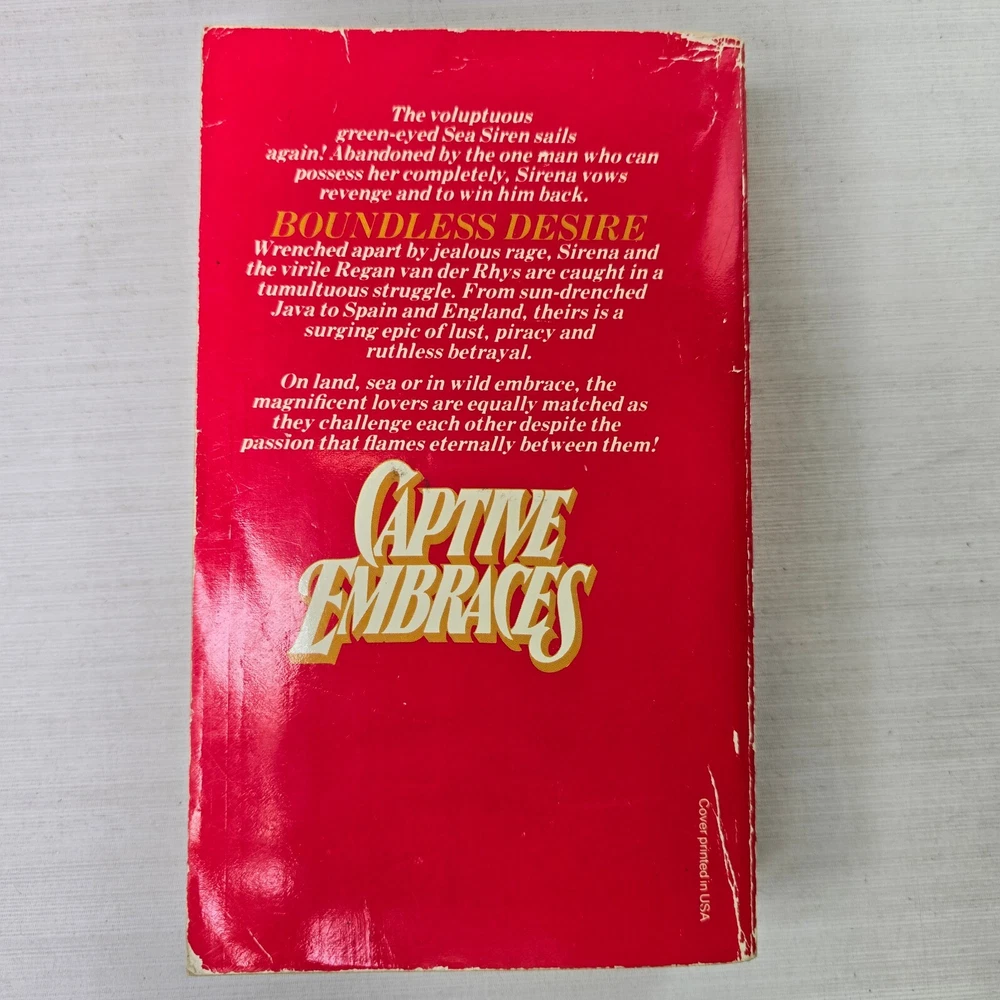 The voluptuous
green-eyed Sea Siren sails
again! Abandoned by the one man who can
possess her completely, Sirena vows
revenge and to win him back.
BOUNDLESS DESIRE
Wrenched apart by jealous rage, Sirena and
the virile Regan van der Rhys are caught in a
tumultuous struggle. From sun-drenched
Java to Spain and England, theirs is a
surging epic of lust, piracy and
ruthless betrayal.
On land, sea or in wild embrace, the
magnificent lovers are equally matched as
they challenge each other despite the
passion that flames eternally between them!
CAPTIVE
EMBRACES
Cover printed in USA